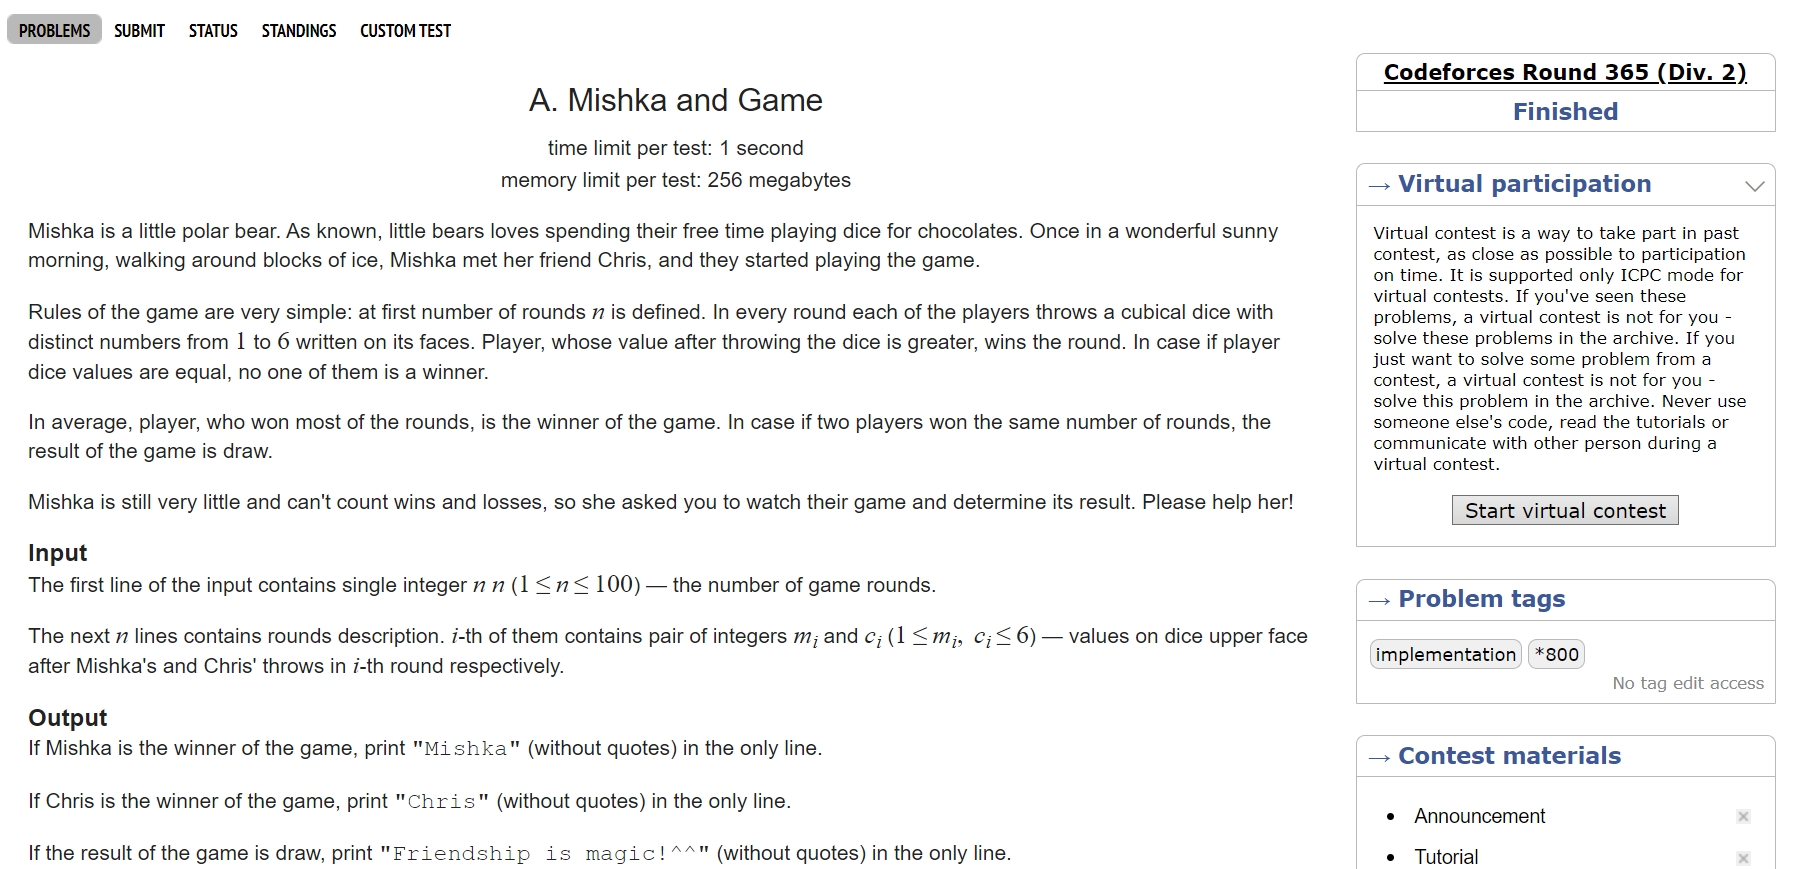 PROBLEMS SUBMIT STATUS STANDINGS CUSTOM TEST
A. Mishka and Game
time limit per test: 1 second
memory limit per test: 256 megabytes
Mishka is a little polar bear. As known, little bears loves spending their free time playing dice for chocolates. Once in a wonderful sunny
morning, walking around blocks of ice, Mishka met her friend Chris, and they started playing the game.
Rules of the game are very simple: at first number of rounds n is defined. In every round each of the players throws a cubical dice with
distinct numbers from 1 to 6 written on its faces. Player, whose value after throwing the dice is greater, wins the round. In case if player
dice values are equal, no one of them is a winner.
In average, player, who won most of the rounds, is the winner of the game. In case if two players won the same number of rounds, the
result of the game is draw.
Mishka is still very little and can't count wins and losses, so she asked you to watch their game and determine its result. Please help her!
Input
The first line of the input contains single integer n n (1 ≤ n ≤ 100) — the number of game rounds.
The next n lines contains rounds description. i-th of them contains pair of integers mi and ci (1 ≤ mi, ci ≤ 6) — values on dice upper face
after Mishka's and Chris' throws in i-th round respectively.
Output
If Mishka is the winner of the game, print "Mishka" (without quotes) in the only line.
If Chris is the winner of the game, print "Chris" (without quotes) in the only line.
If the result of the game is draw, print "Friendship is magic!^^" (without quotes) in the only line.
Codeforces Round 365 (Div. 2)
Finished
→ Virtual participation
Virtual contest is a way to take part in past
contest, as close as possible to participation
on time. It is supported only ICPC mode for
virtual contests. If you've seen these
problems, a virtual contest is not for you -
solve these problems in the archive. If you
just want to solve some problem from a
contest, a virtual contest is not for you -
solve this problem in the archive. Never use
someone else's code, read the tutorials or
communicate with other person during a
virtual contest.
Start virtual contest
→ Problem tags
implementation *800
No tag edit access
→ Contest materials
Announcement
Tutorial